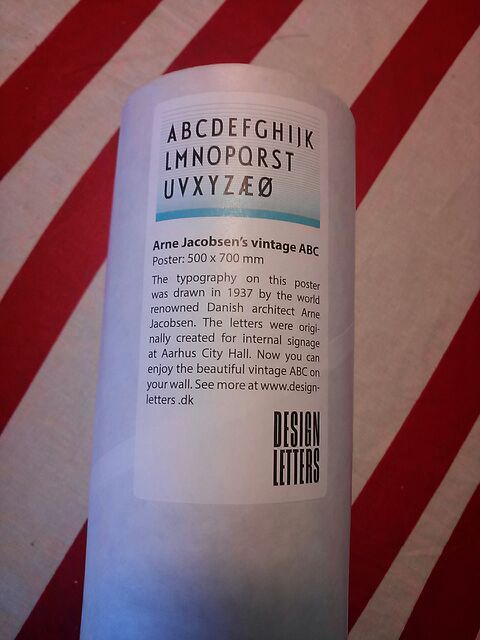 ABCDEFGHIJK
LMNOPQRST
UVXYZÆØ
Arne Jacobsen's vintage ABC
Poster: 500 x 700 mm
The typography on this poster
was drawn in 1937 by the world
renowned Danish architect Arne
Jacobsen. The letters were origi-
nally created for internal signage
at Aarhus City Hall. Now you can
enjoy the beautiful vintage ABC on
your wall. See more at www.design-
letters .dk
DESIGN
LETTERS